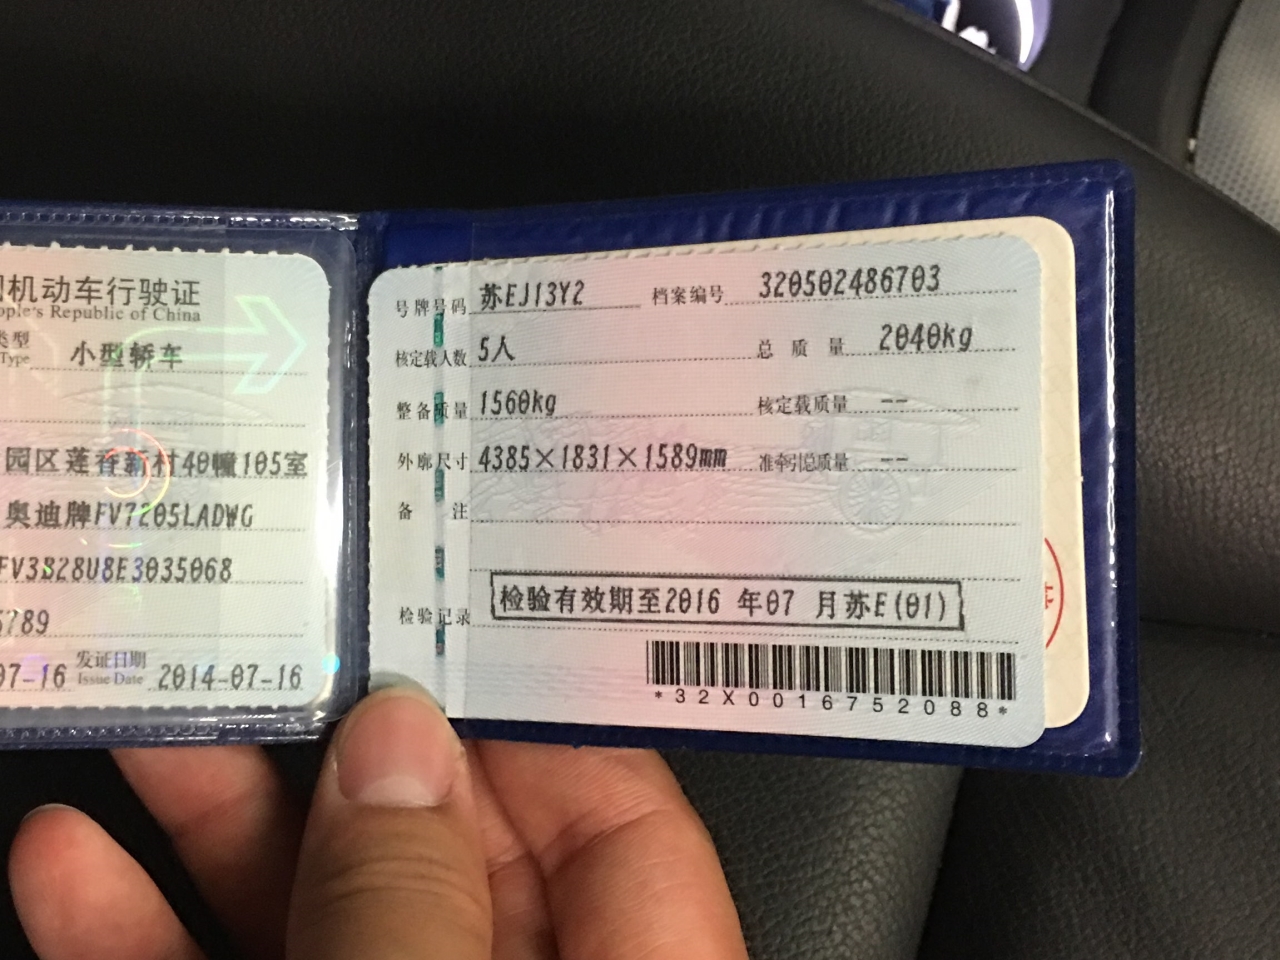 机动车行驶证
ople's Republic of China
类型 小型轿车
Type
园区莲香新村40幢105室
奥迪牌FV7205LADWG
FV3B28U8E3035068
789
07-16 发证日期 2014-07-16
Issue Date
号牌号码 苏EJ13Y2 档案编号 320502486703
核定载人数 5人 总质量 2040kg
整备质量 1560kg 核定载质量 --
外廓尺寸 4385×1831×1589mm 准牵引总质量 --
备注
检验记录 检验有效期至2016 年07 月苏E(01)
*32X0016752088*